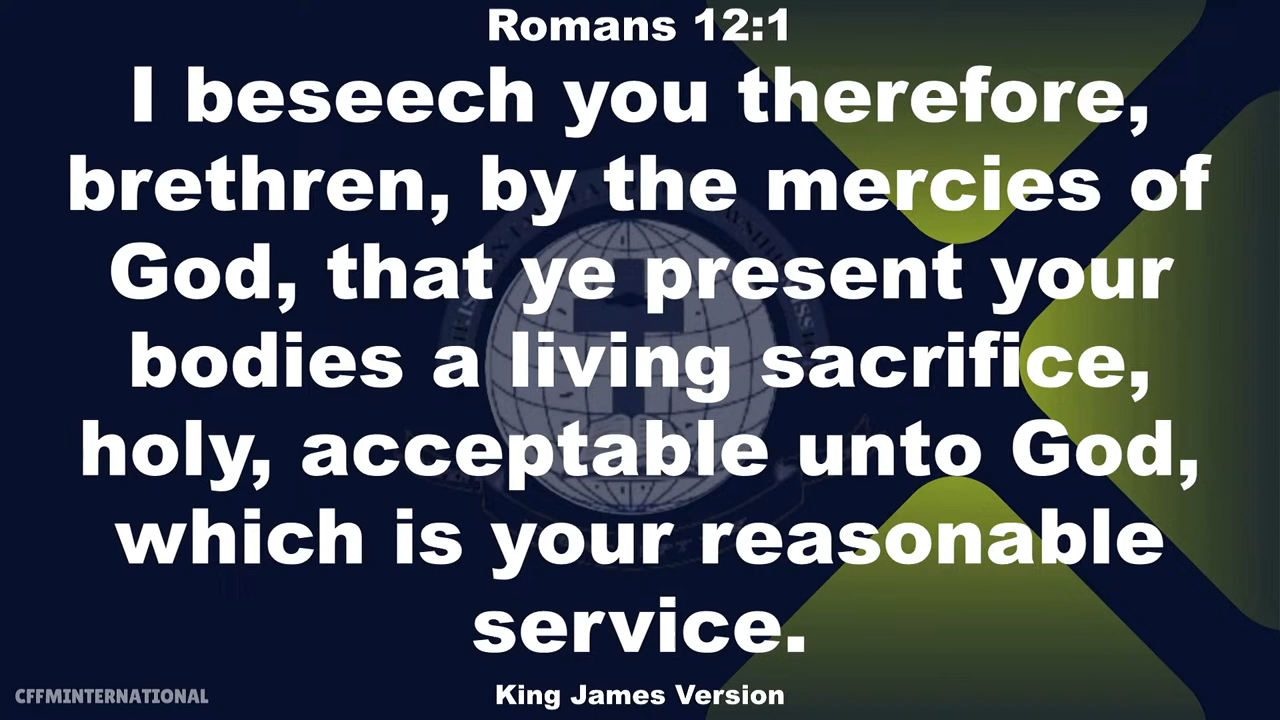 Romans 12:1
I beseech you therefore,
brethren, by the mercies of
God, that ye present your
bodies a living sacrifice,
holy, acceptable unto God,
which is your reasonable
service.
King James Version
CFFMINTERNATIONAL